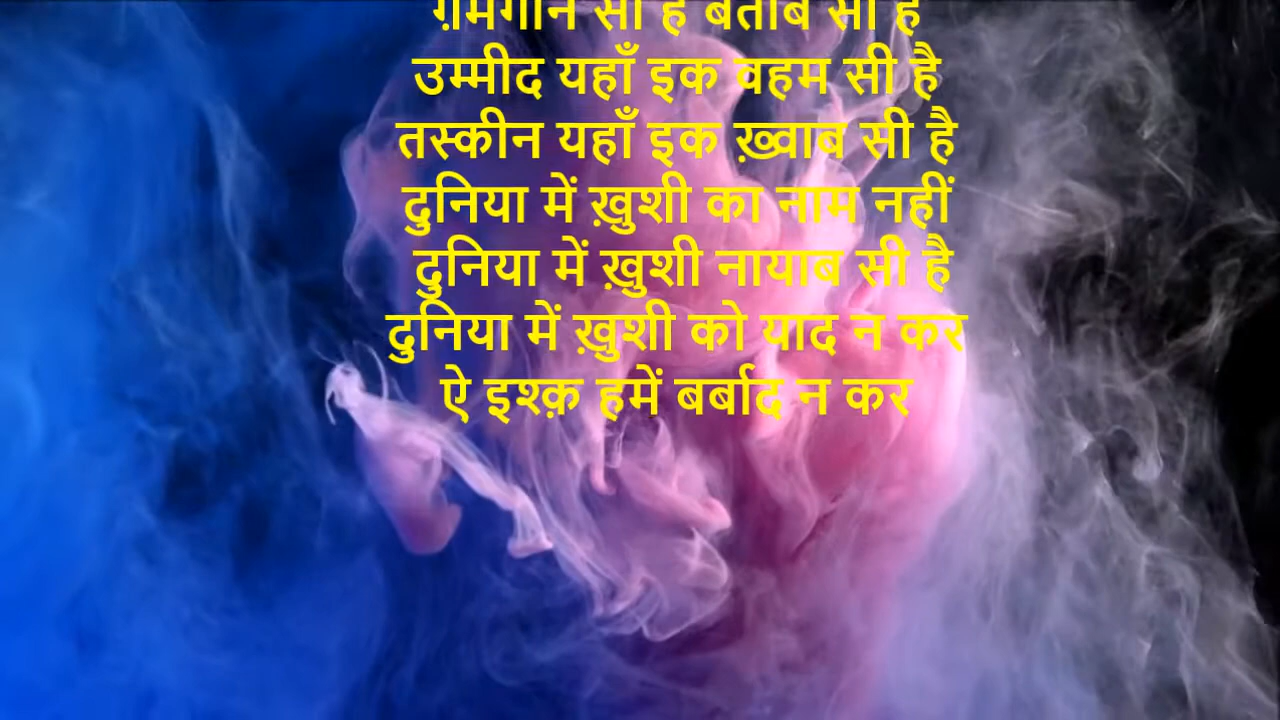 ग़मगीन सी है बेताब सी है
उम्मीद यहाँ इक वहम सी है
तस्कीन यहाँ इक ख़्वाब सी है
दुनिया में ख़ुशी का नाम नहीं
दुनिया में ख़ुशी नायाब सी है
दुनिया में ख़ुशी को याद न कर
ऐ इश्क़ हमें बर्बाद न कर